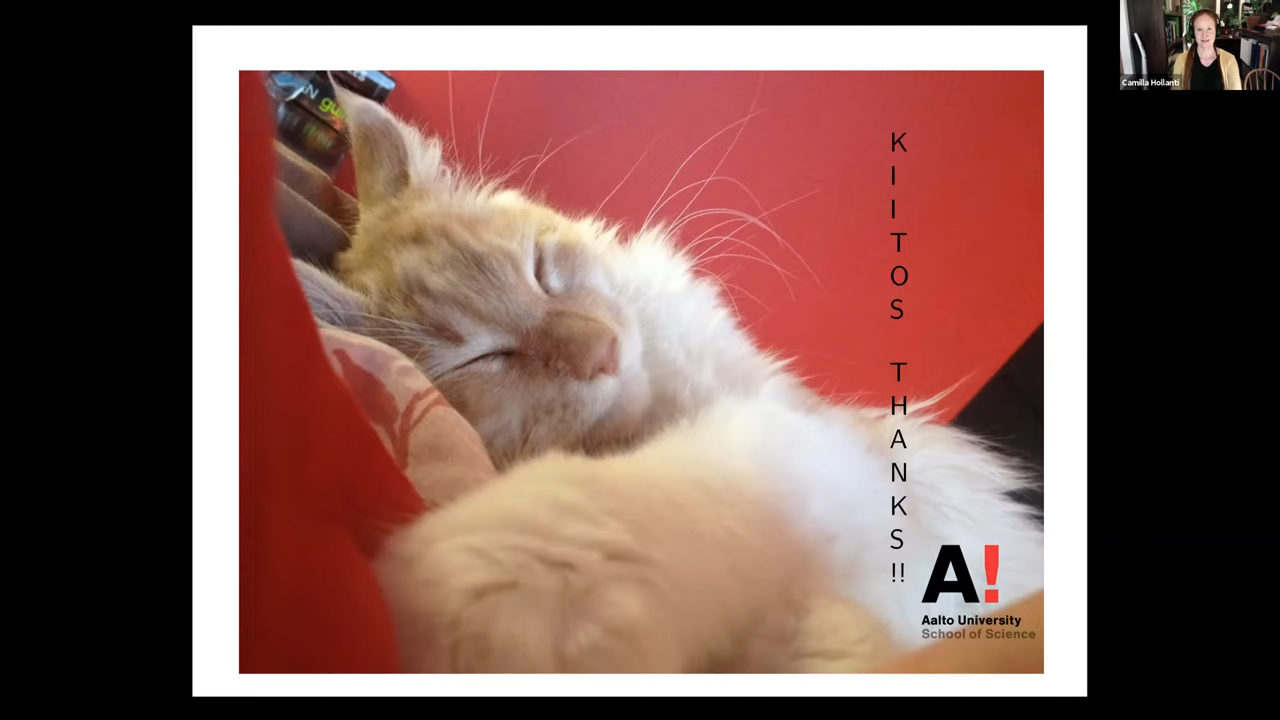 Camilla Hollanti
KIITOS THANKS!!
A!
Aalto University
School of Science